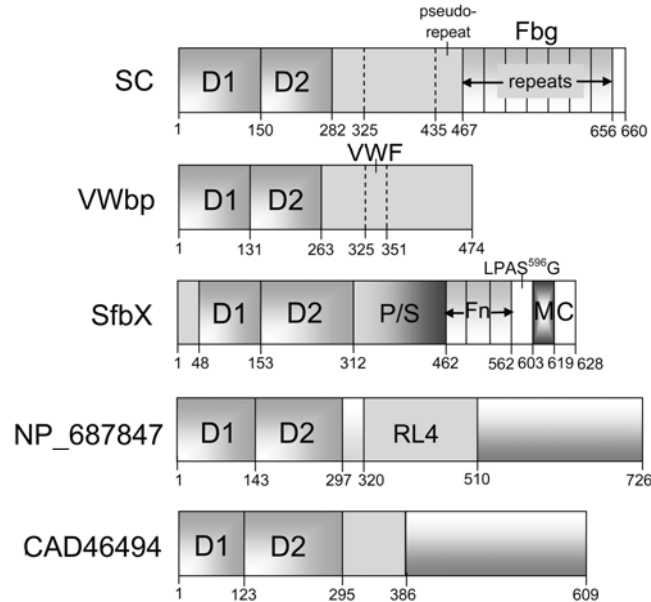 pseudo-
repeat
Fbg
SC
D1 D2
repeats
1 150 282 325 435 467 656 660
VWF
VWbp
D1 D2
1 131 263 325 351 474
LPAS⁵⁹⁶G
SfbX
D1 D2 P/S Fn M C
1 48 153 312 462 562 603 619 628
NP_687847
D1 D2 RL4
1 143 297 320 510 726
CAD46494
D1 D2
1 123 295 386 609